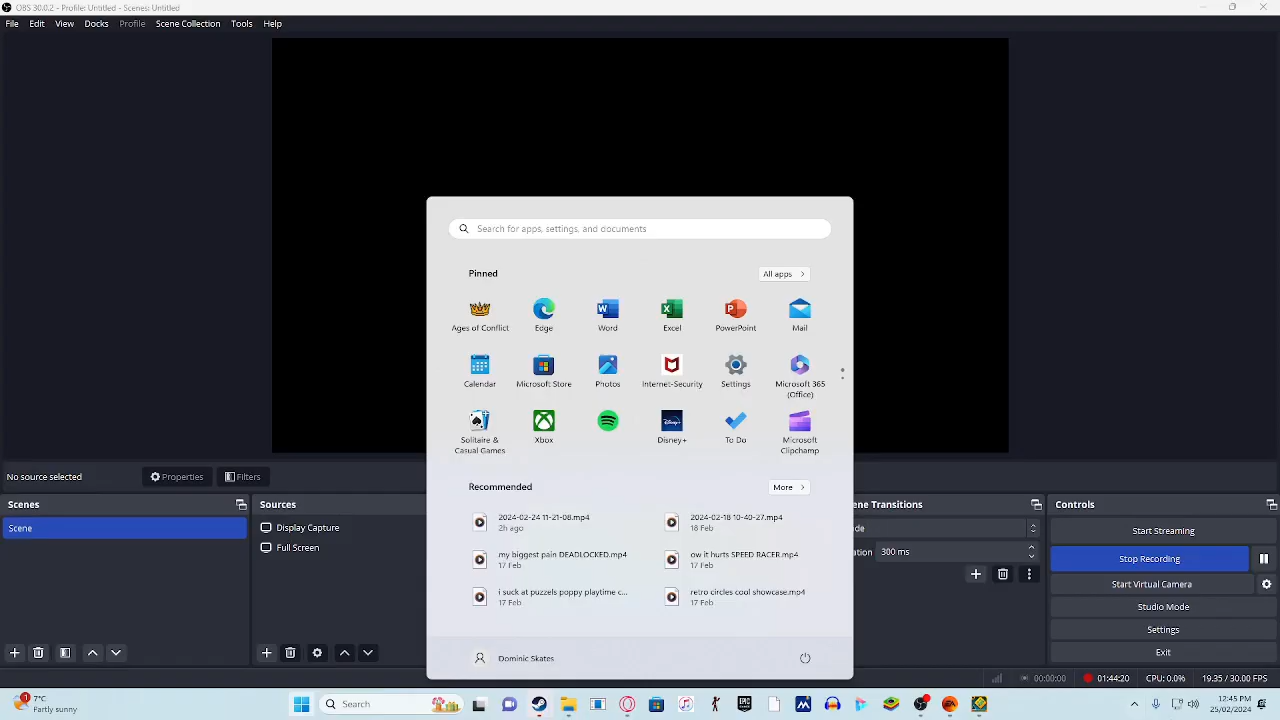 OBS 30.0.2 - Profile: Untitled - Scenes: Untitled
File Edit View Docks Profile Scene Collection Tools Help
Search for apps, settings, and documents
Pinned
All apps
Ages of Conflict Edge Word Excel PowerPoint Mail
Calendar Microsoft Store Photos Internet-Security Settings Microsoft 365
(Office)
Solitaire & Xbox Disney+ To Do Microsoft
Casual Games Clipchamp
No source selected Properties Filters
Recommended More
2024-02-24 11-21-08.mp4
2h ago
2024-02-18 10-40-27.mp4
18 Feb
my biggest pain DEADLOCKED.mp4
17 Feb
ow it hurts SPEED RACER.mp4
17 Feb
i suck at puzzels poppy playtime c...
17 Feb
retro circles cool showcase.mp4
17 Feb
Dominic Skates
Scenes
Scene
Sources
Display Capture
Full Screen
ene Transitions
de
ation 300 ms
Controls
Start Streaming
Stop Recording
Start Virtual Camera
Studio Mode
Settings
Exit
00:00:00 01:44:20 CPU: 0.0% 19.35 / 30.00 FPS
1
7°C
Partly sunny
Search
EPIC
12:45 PM
25/02/2024